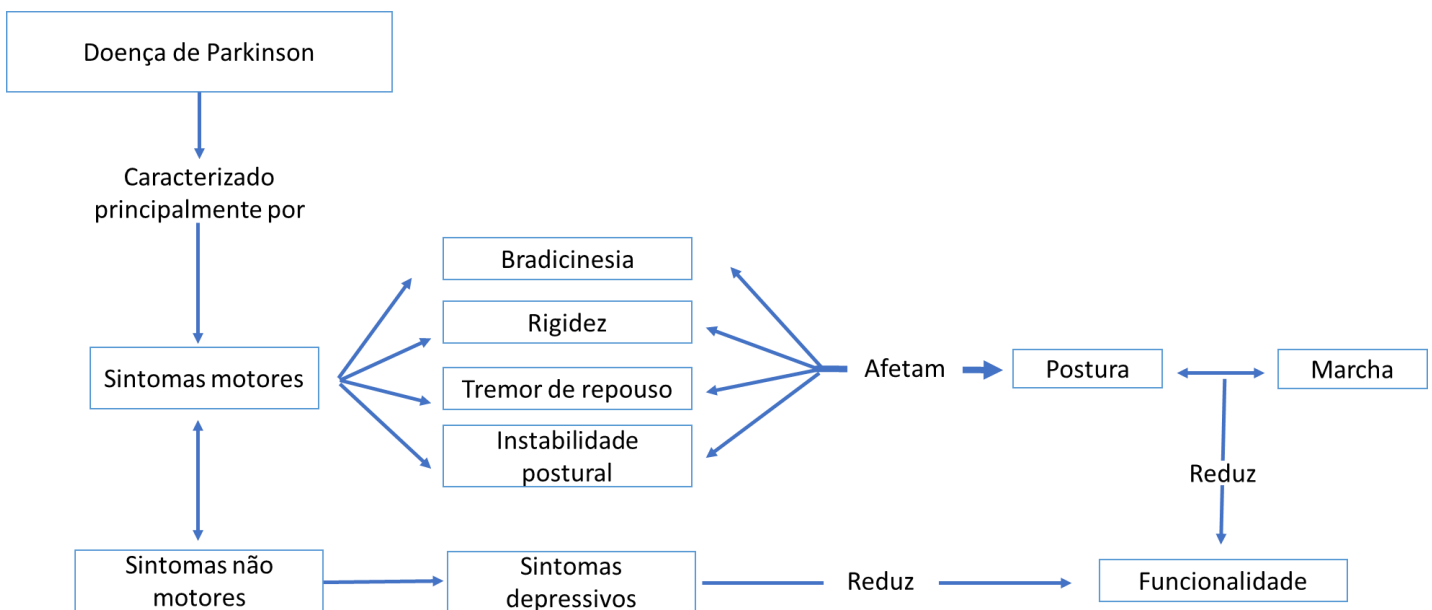 Doença de Parkinson
Caracterizado
principalmente por
Bradicinesia
Rigidez
Sintomas motores
Tremor de repouso
Afetam
Postura
Marcha
Instabilidade
postural
Reduz
Sintomas não
motores
Sintomas
depressivos
Reduz
Funcionalidade